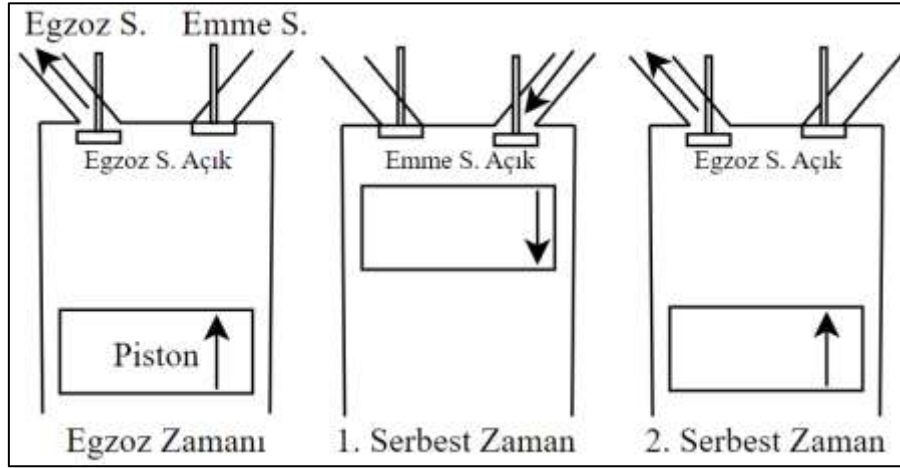 Egzoz S. Emme S.
Egzoz S. Açık
Piston
Egzoz Zamanı
Emme S. Açık
1. Serbest Zaman
Egzoz S. Açık
2. Serbest Zaman